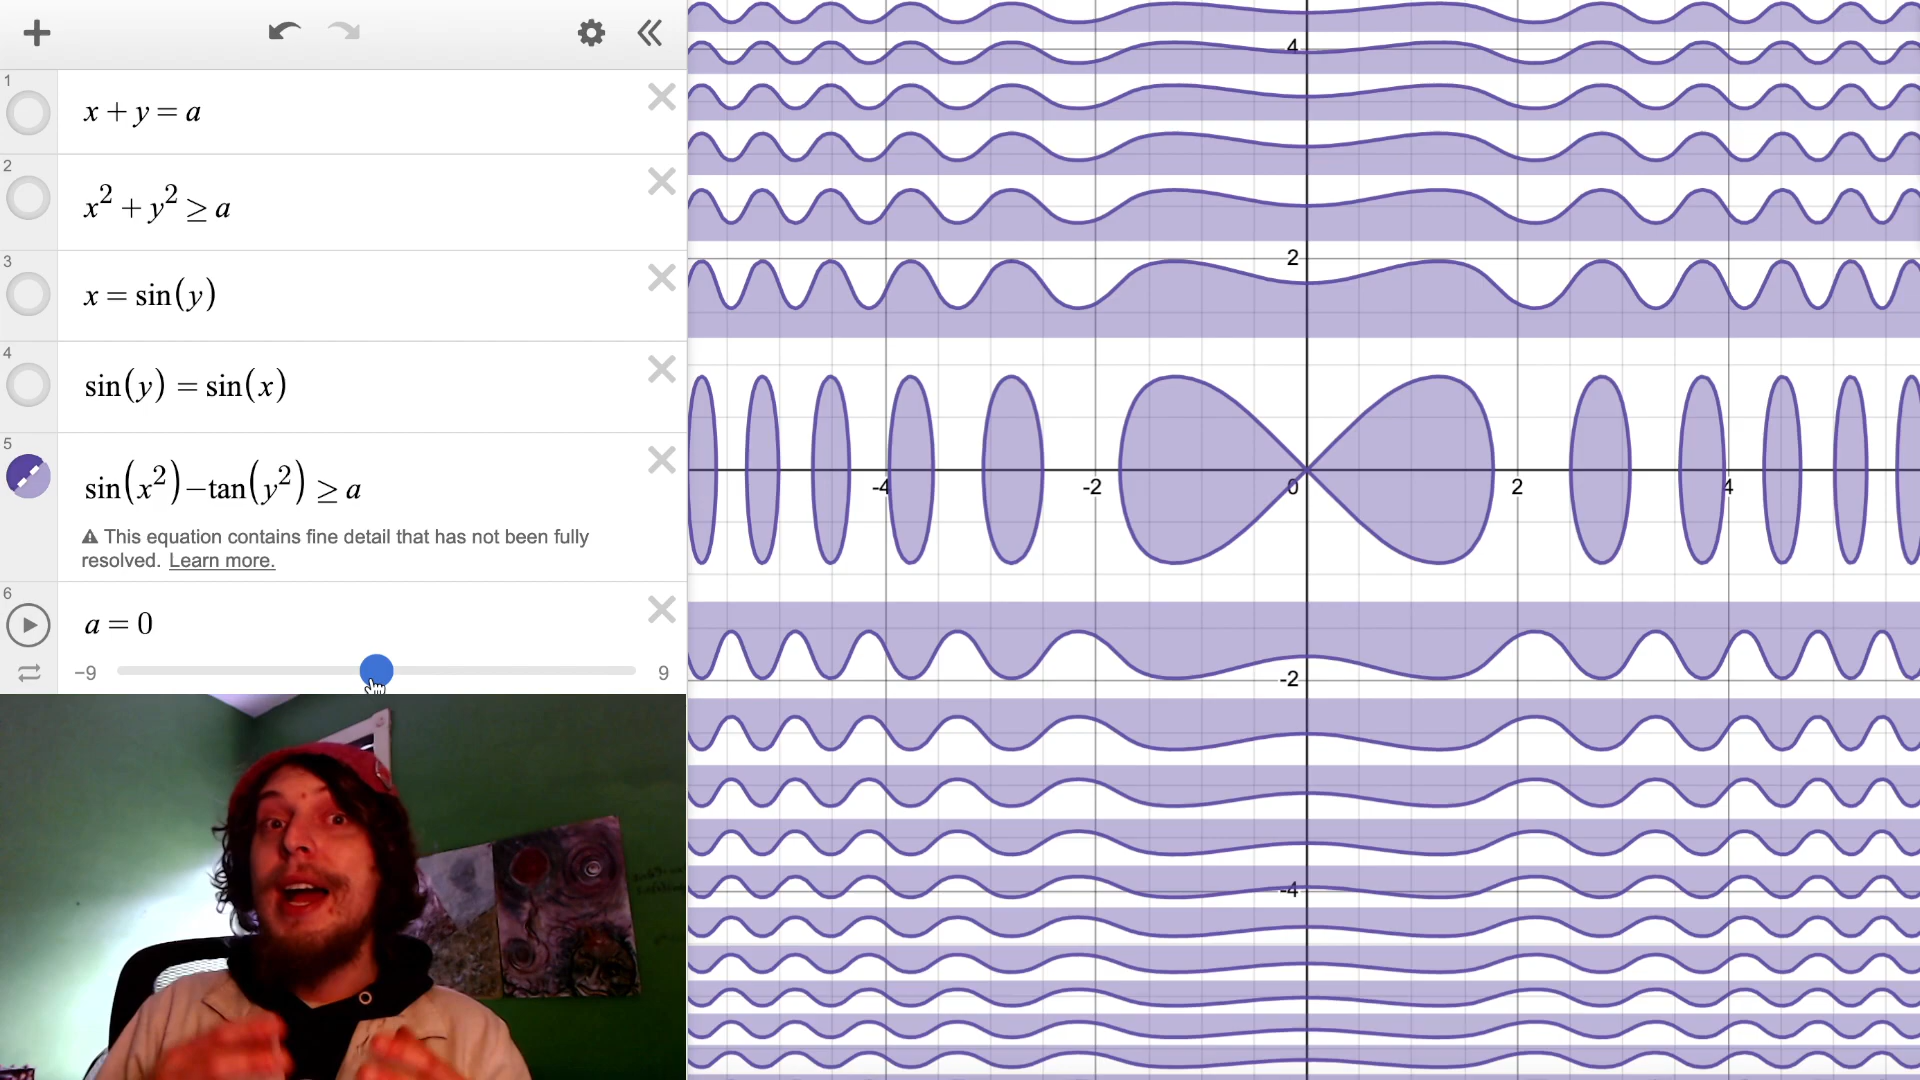 1
x + y = a
2
x² + y² ≥ a
3
x = sin(y)
4
sin(y) = sin(x)
5
sin(x²) − tan(y²) ≥ a
⚠ This equation contains fine detail that has not been fully
resolved. Learn more.
6
a = 0
−9
9
4
2
-4
-2
0
2
4
-2
-4